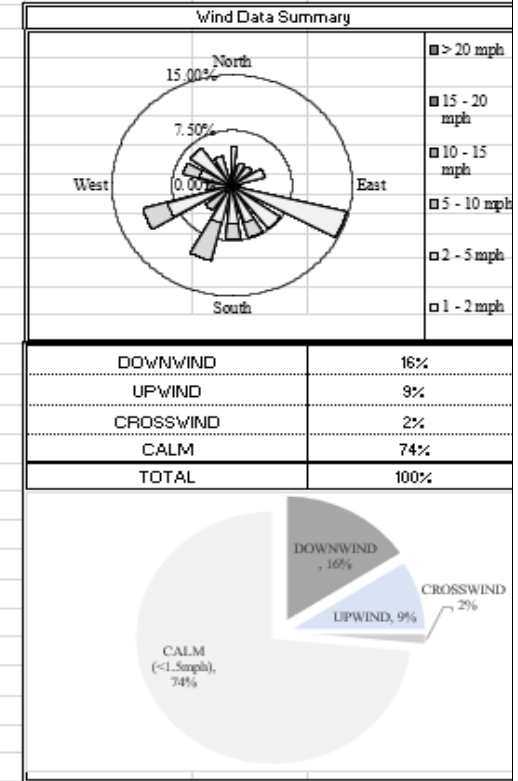 Wind Data Summary
North
15.00%
7.50%
West
0.00%
East
South
> 20 mph
15 - 20
mph
10 - 15
mph
5 - 10 mph
2 - 5 mph
1 - 2 mph
DOWNWIND 16%
UPWIND 9%
CROSSWIND 2%
CALM 74%
TOTAL 100%
DOWNWIND
, 16%
CROSSWIND
2%
UPWIND, 9%
CALM
(<1.5mph),
74%